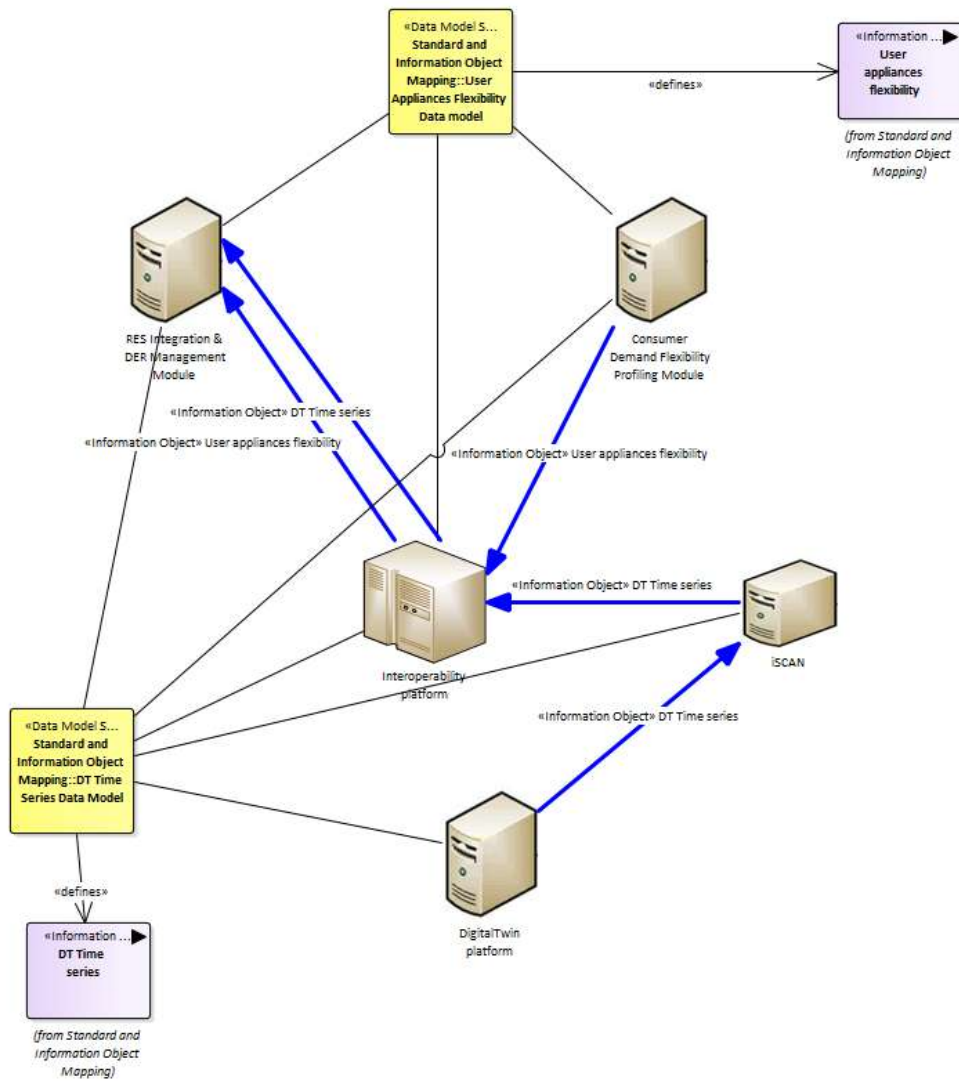 «Data Model S...
Standard and
Information Object
Mapping::User
Appliances Flexibility
Data model
«defines»
«Information ...
User
appliances
flexibility
(from Standard and
Information Object
Mapping)
RES Integration &
DER Management
Module
Consumer
Demand Flexibility
Profiling Module
«Information Object» DT Time series
«Information Object» User appliances flexibility
«Information Object» User appliances flexibility
«Information Object» DT Time series
Interoperability
platform
iSCAN
«Information Object» DT Time series
«Data Model S...
Standard and
Information Object
Mapping::DT Time
Series Data Model
«defines»
«Information ...
DT Time
series
(from Standard and
Information Object
Mapping)
DigitalTwin
platform